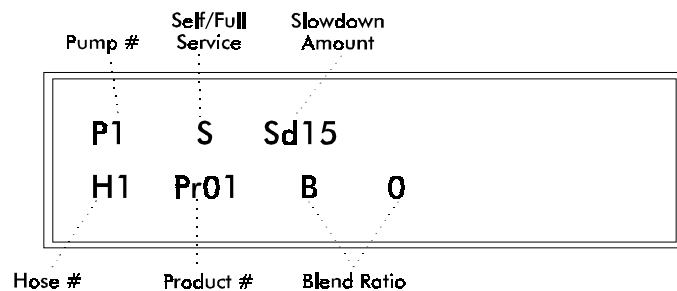 Self/Full Slowdown
Pump # Service Amount
P1 S Sd15
H1 Pr01 B 0
Hose # Product # Blend Ratio